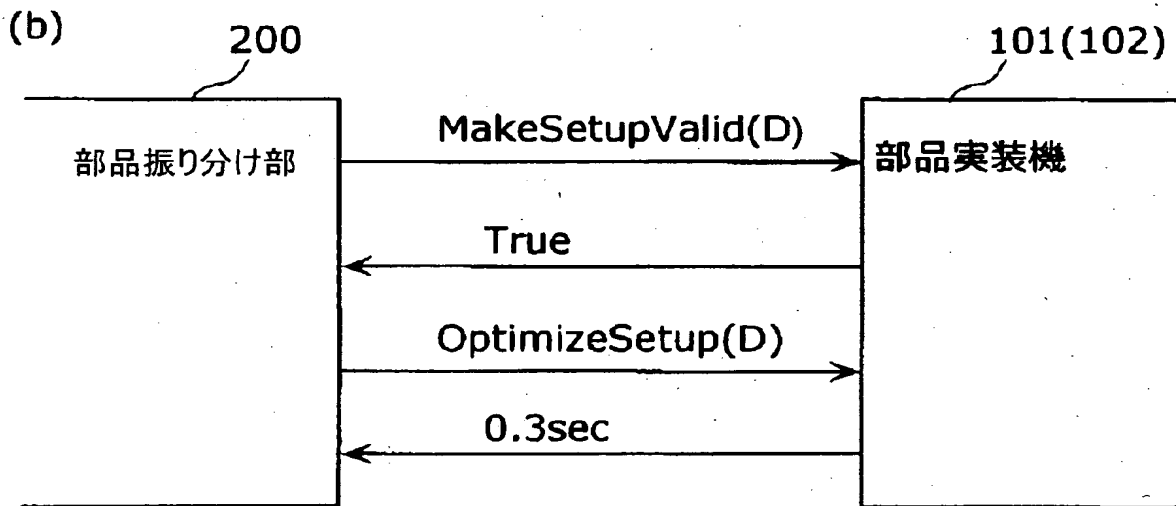 (b)
200
101(102)
MakeSetupValid(D)
部品振り分け部
部品実装機
True
OptimizeSetup(D)
0.3sec